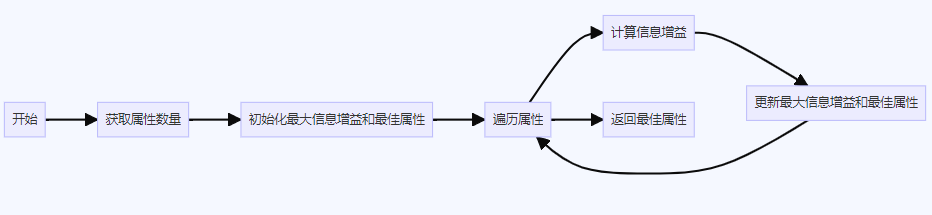 开始
获取属性数量
初始化最大信息增益和最佳属性
遍历属性
计算信息增益
返回最佳属性
更新最大信息增益和最佳属性